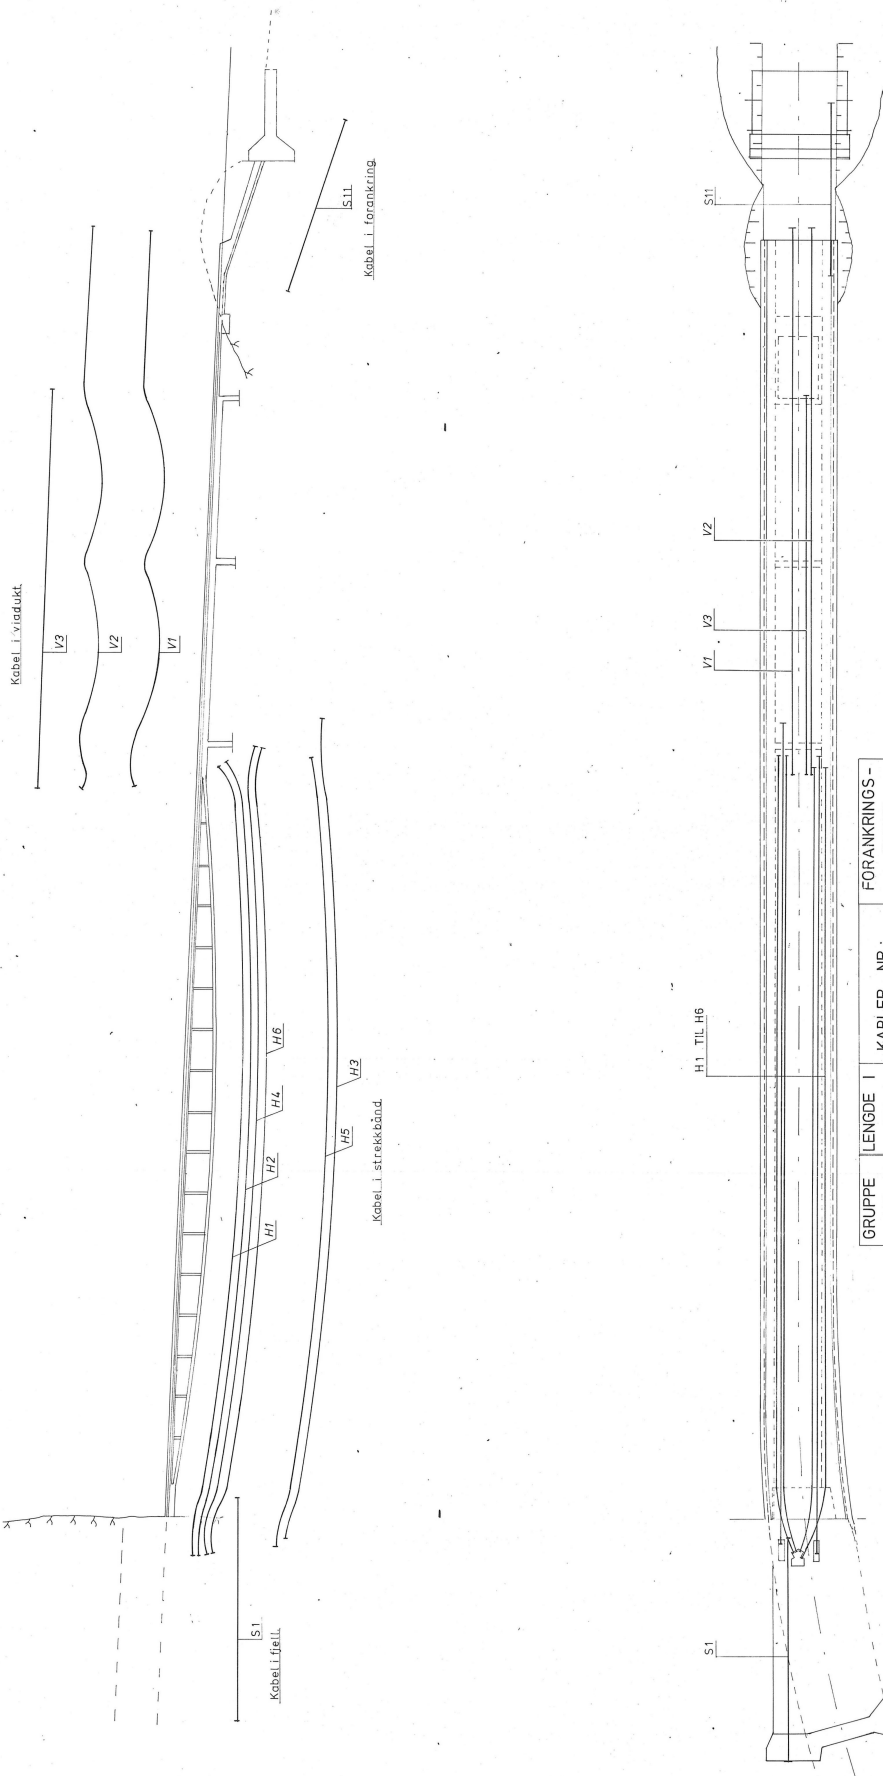 Kabel i viadukt
V3
V2
V1
S11
Kabel i forankring
H1
H2
H4
H6
H5
H3
Kabel i strekkbånd
S1
Kabel i fjell
S1
H1 TIL H6
V1
V3
V2
S11
GRUPPE LENGDE I FORANKRINGS-